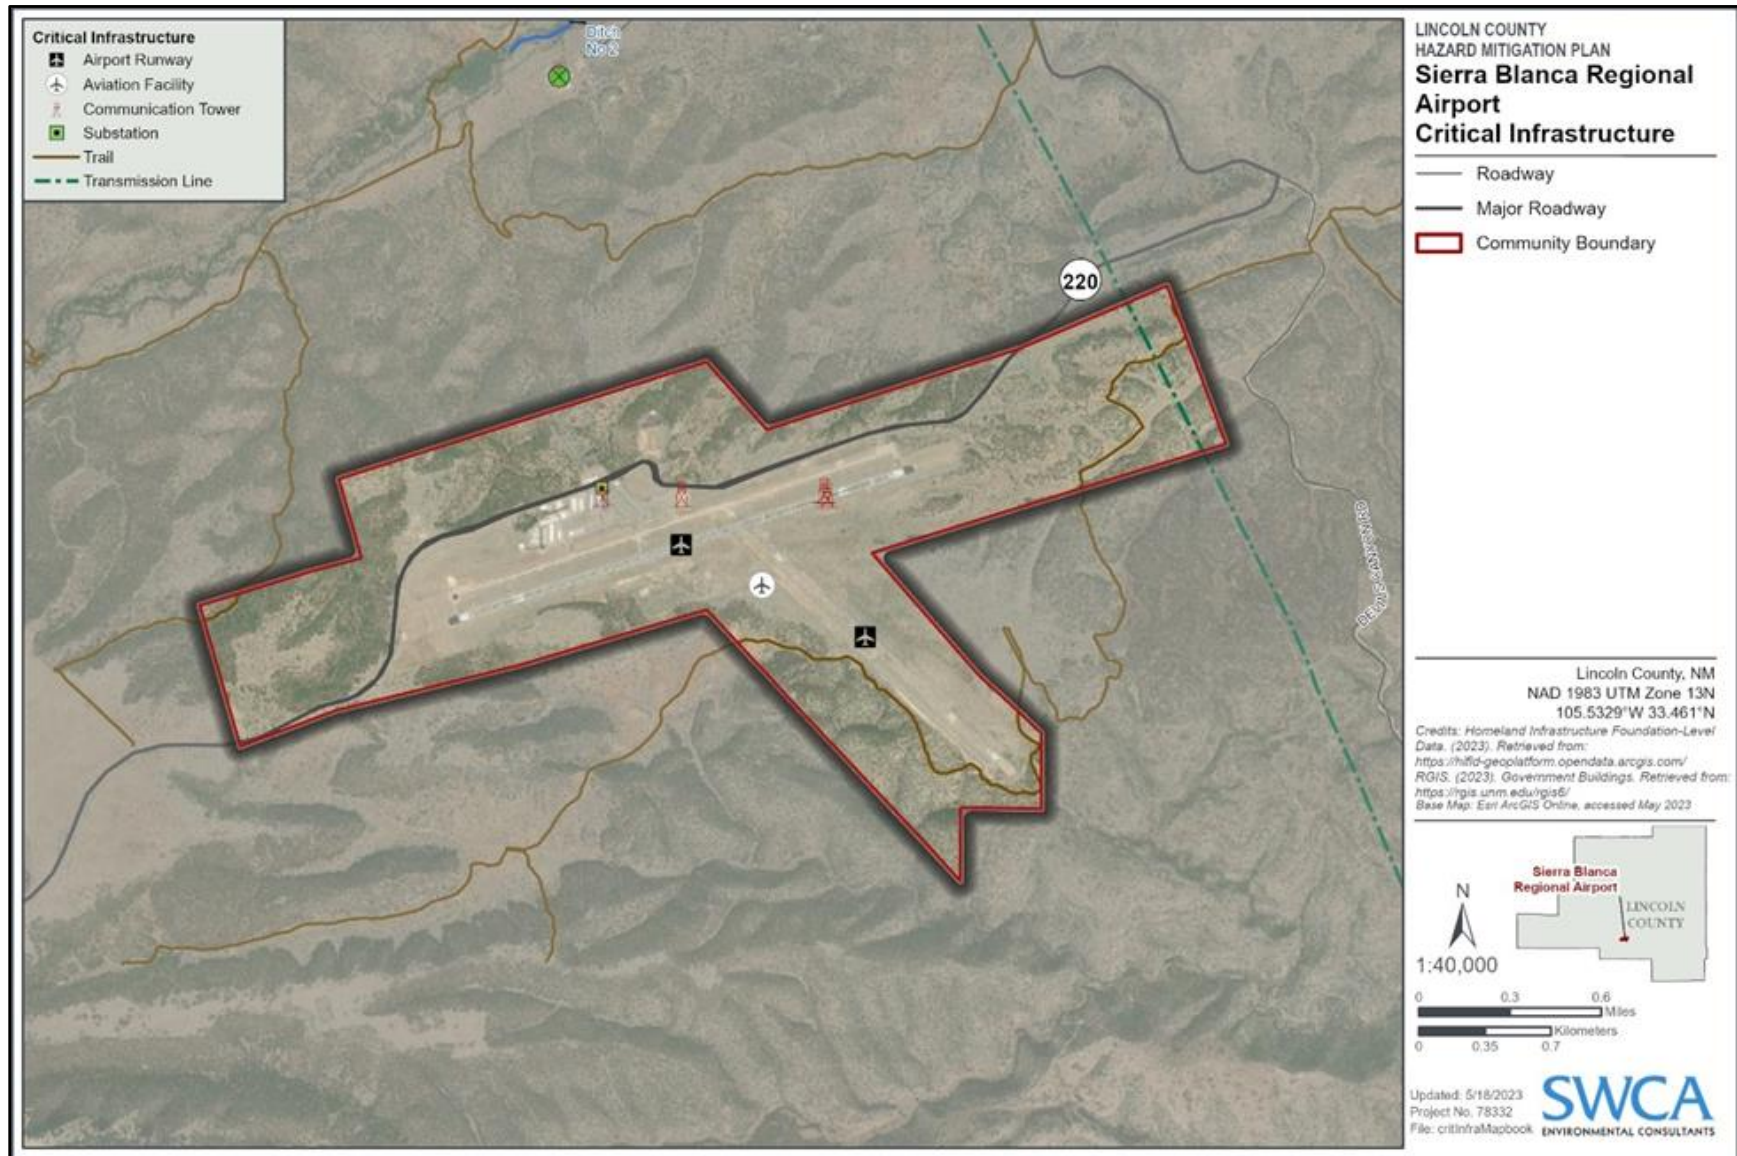 Critical Infrastructure
Airport Runway
Aviation Facility
Communication Tower
Substation
Trail
Transmission Line
Ditch
No 2
220
DEVILS CANYON RD
LINCOLN COUNTY
HAZARD MITIGATION PLAN
Sierra Blanca Regional
Airport
Critical Infrastructure
Roadway
Major Roadway
Community Boundary
Lincoln County, NM
NAD 1983 UTM Zone 13N
105.5329°W 33.461°N
Credits: Homeland Infrastructure Foundation-Level
Data. (2023). Retrieved from:
https://hifld-geoplatform.opendata.arcgis.com/
RGIS. (2023). Government Buildings. Retrieved from:
https://rgis.unm.edu/rgis6/
Base Map: Esri ArcGIS Online, accessed May 2023
Sierra Blanca
Regional Airport
LINCOLN
COUNTY
N
1:40,000
0 0.3 0.6
Miles
Kilometers
0 0.35 0.7
Updated: 5/18/2023
Project No. 78332
File: critInfraMapbook
SWCA
ENVIRONMENTAL CONSULTANTS